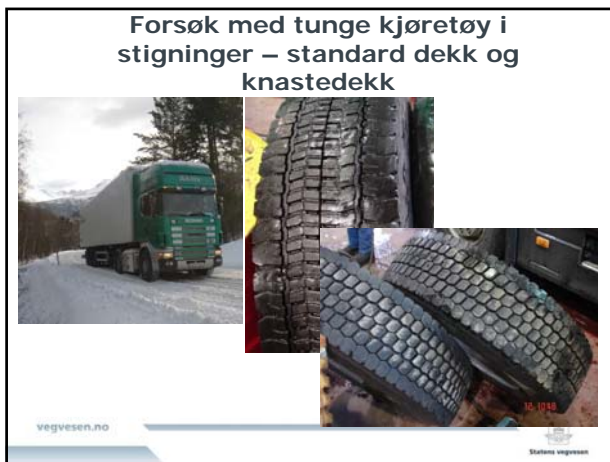 Forsøk med tunge kjøretøy i
stigninger – standard dekk og
knastedekk
vegvesen.no
Statens vegvesen